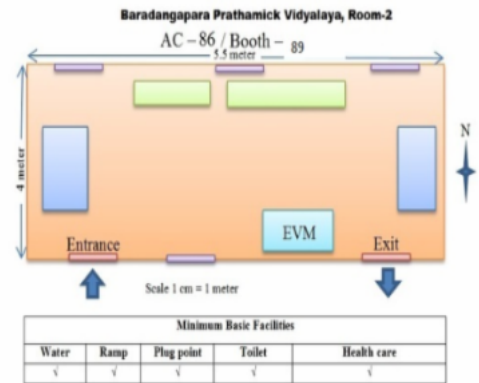 Baradangapara Prathamick Vidyalaya, Room-2
AC – 86 / Booth – 89
5.5 meter
4 meter
N
EVM
Entrance
Exit
Scale 1 cm = 1 meter
Minimum Basic Facilities
Water Ramp Plug point Toilet Health care
√ √ √ √ √